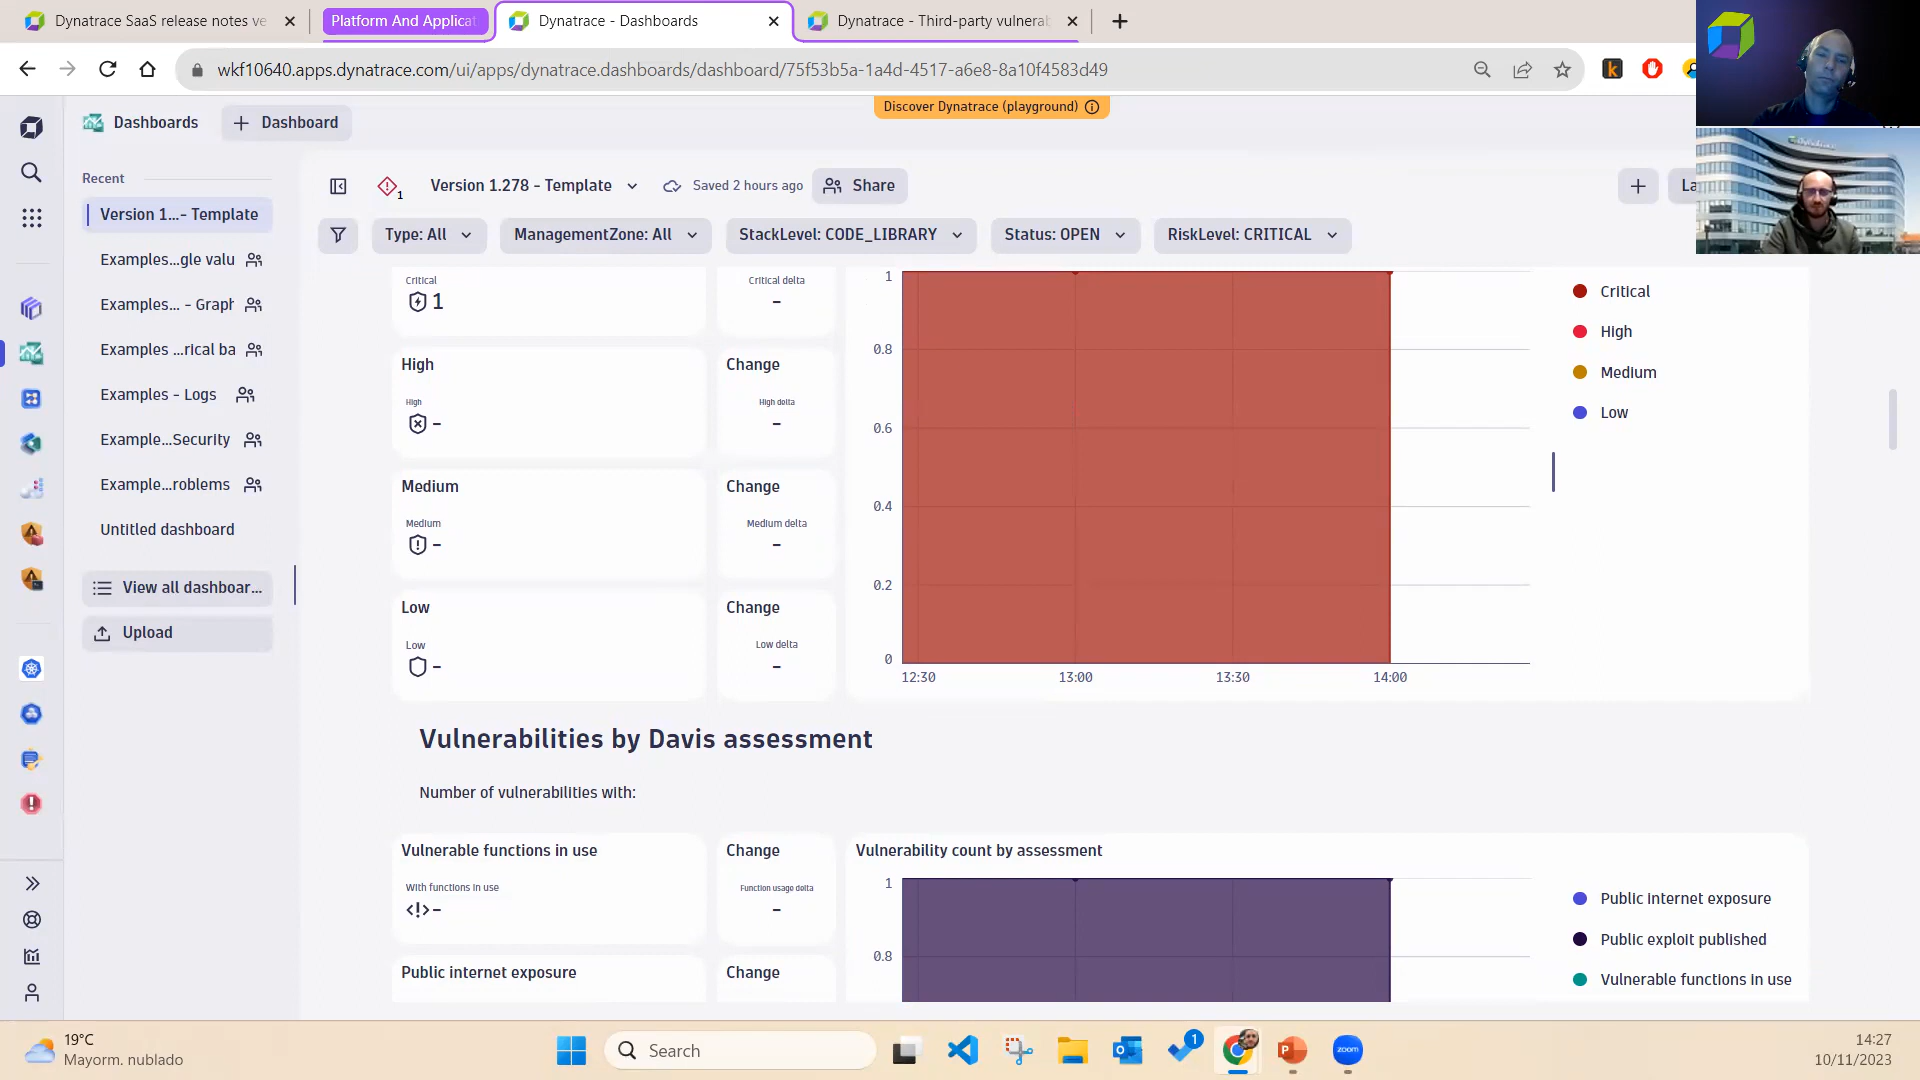 Dynatrace SaaS release notes ve
Platform And Applicat
Dynatrace - Dashboards
Dynatrace - Third-party vulnerab
wkf10640.apps.dynatrace.com/ui/apps/dynatrace.dashboards/dashboard/75f53b5a-1a4d-4517-a6e8-8a10f4583d49
Discover Dynatrace (playground)
Dashboards
Dashboard
Recent
Version 1...- Template
Examples...gle valu
Examples... - Graph
Examples ...rical ba
Examples - Logs
Example...Security
Example...roblems
Untitled dashboard
View all dashboar...
Upload
1
Version 1.278 - Template
Saved 2 hours ago
Share
La
Type: All
ManagementZone: All
StackLevel: CODE_LIBRARY
Status: OPEN
RiskLevel: CRITICAL
Critical
1
Critical delta
-
High
High
-
Change
High delta
-
Medium
Medium
-
Change
Medium delta
-
Low
Low
-
Change
Low delta
-
1
0.8
0.6
0.4
0.2
0
12:30
13:00
13:30
14:00
Critical
High
Medium
Low
Vulnerabilities by Davis assessment
Number of vulnerabilities with:
Vulnerable functions in use
With functions in use
-
Change
Function usage delta
-
Public internet exposure
Change
Vulnerability count by assessment
1
0.8
Public internet exposure
Public exploit published
Vulnerable functions in use
19°C
Mayorm. nublado
Search
1
zoom
14:27
10/11/2023